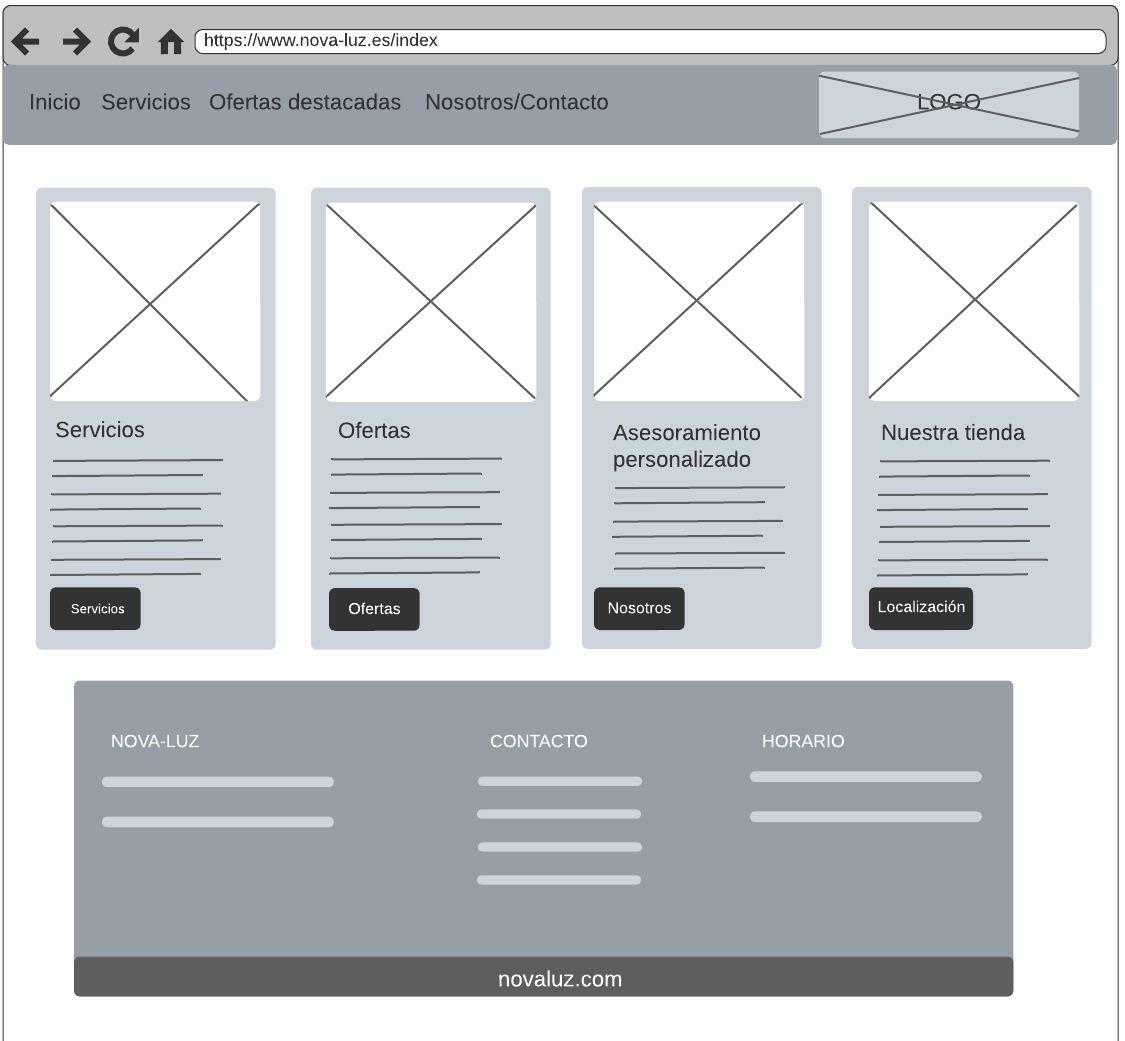 https://www.nova-luz.es/index
Inicio Servicios Ofertas destacadas Nosotros/Contacto LOGO
Servicios
Servicios
Ofertas
Ofertas
Asesoramiento
personalizado
Nosotros
Nuestra tienda
Localización
NOVA-LUZ
CONTACTO
HORARIO
novaluz.com